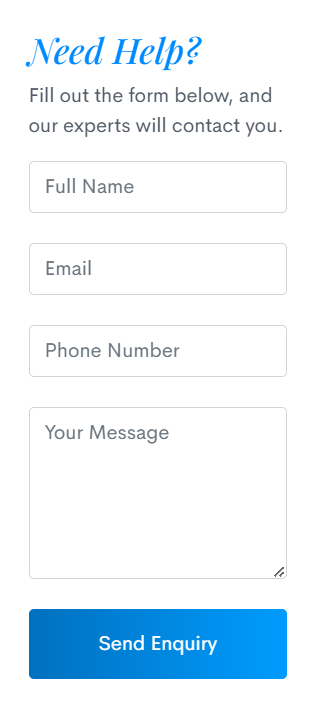 Need Help?
Fill out the form below, and
our experts will contact you.
Full Name
Email
Phone Number
Your Message
Send Enquiry